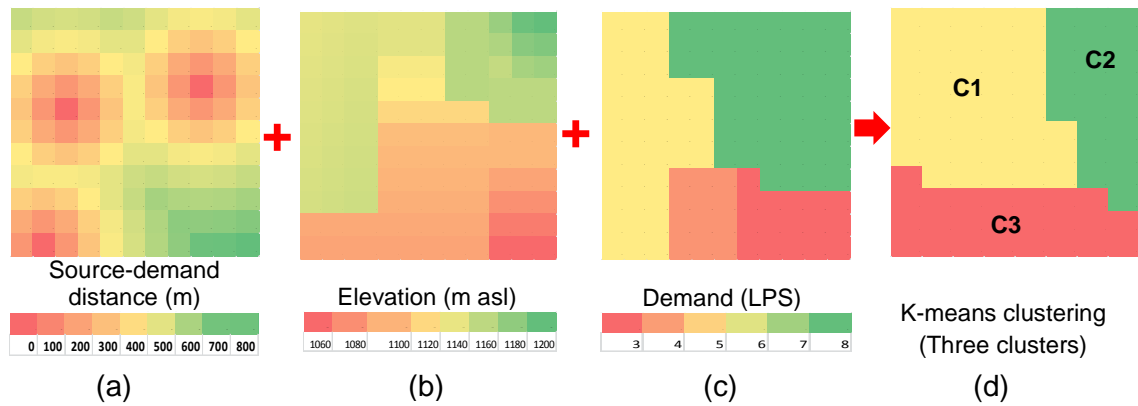 C1
C2
C3
Source-demand
distance (m)
0 100 200 300 400 500 600 700 800
Elevation (m asl)
1060 1080 1100 1120 1140 1160 1180 1200
Demand (LPS)
3 4 5 6 7 8
K-means clustering
(Three clusters)
(a)
(b)
(c)
(d)